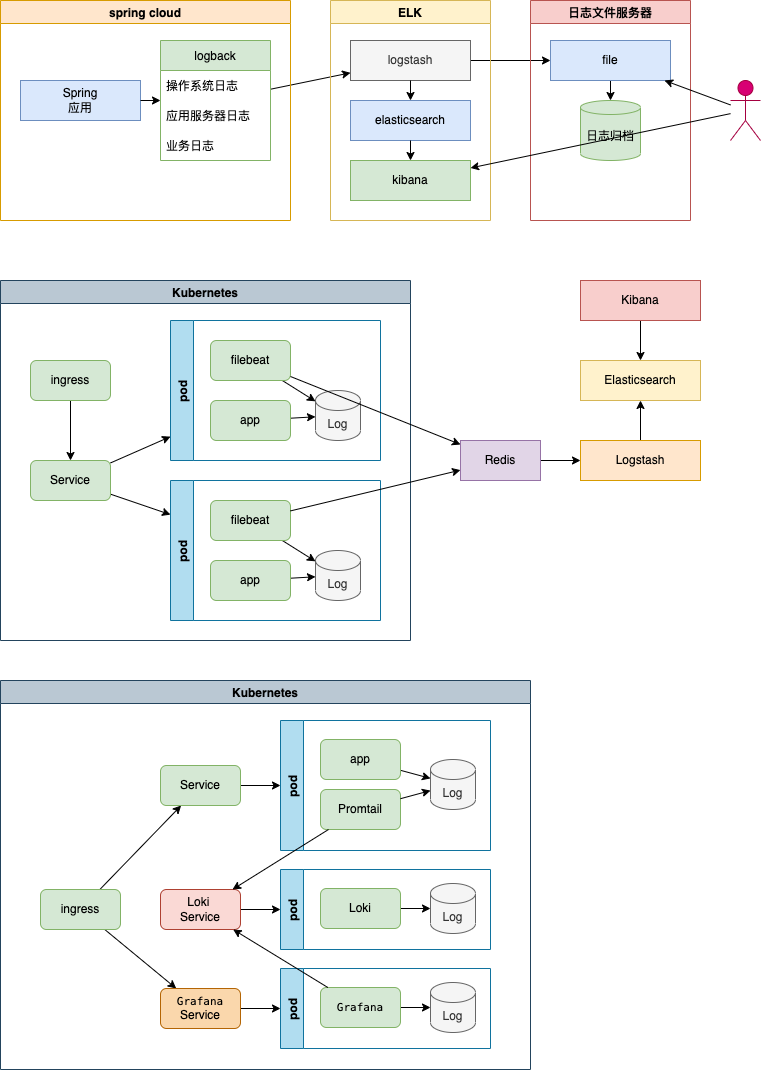 spring cloud
ELK
日志文件服务器
logback
Spring
应用
操作系统日志
应用服务器日志
业务日志
logstash
file
elasticsearch
日志归档
kibana
Kubernetes
Kibana
pod
filebeat
ingress
Elasticsearch
app
Log
Redis
Logstash
Service
pod
filebeat
app
Log
Kubernetes
pod
app
Service
Log
Promtail
ingress
Loki
Service
pod
Loki
Log
Grafana
Service
pod
Grafana
Log